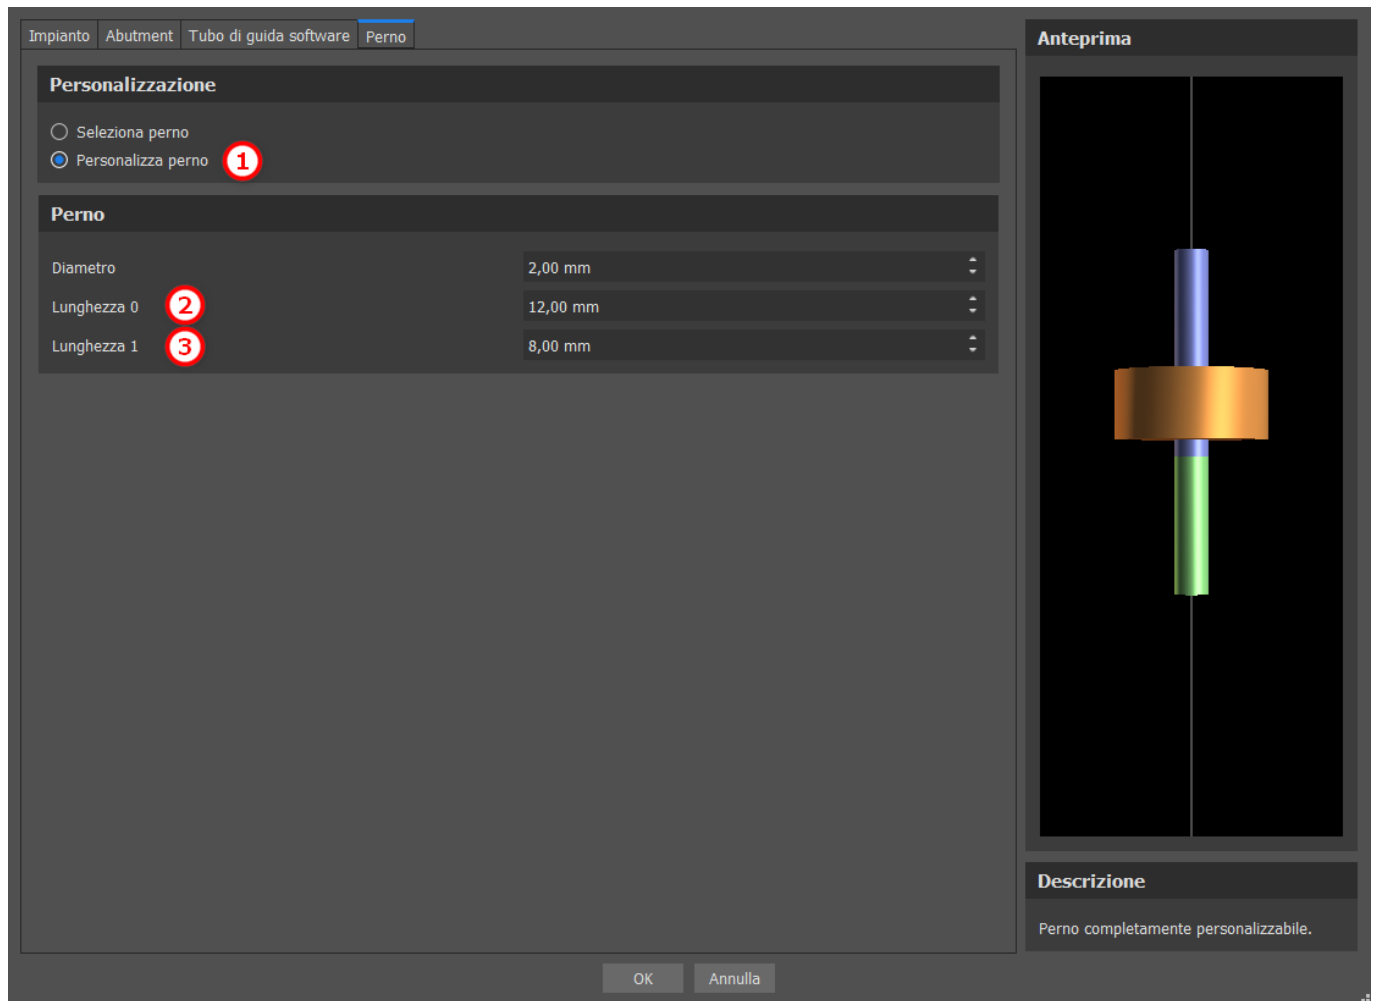 Impianto Abutment Tubo di guida software Perno
Personalizzazione
Seleziona perno
Personalizza perno 1
Perno
Diametro 2,00 mm
Lunghezza 0 2 12,00 mm
Lunghezza 1 3 8,00 mm
Anteprima
Descrizione
Perno completamente personalizzabile.
OK Annulla